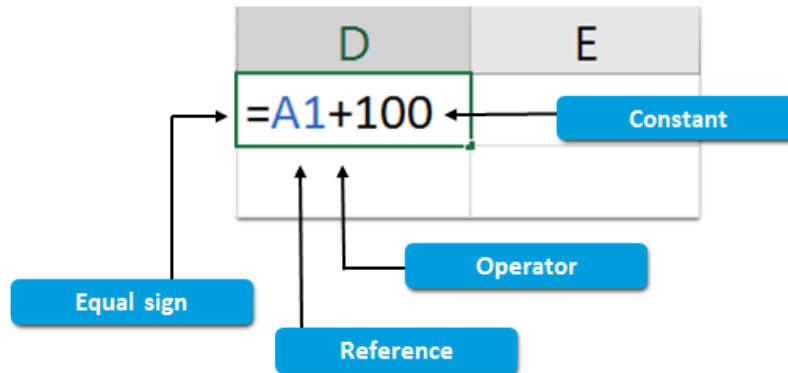 D E
=A1+100
Constant
Operator
Equal sign
Reference